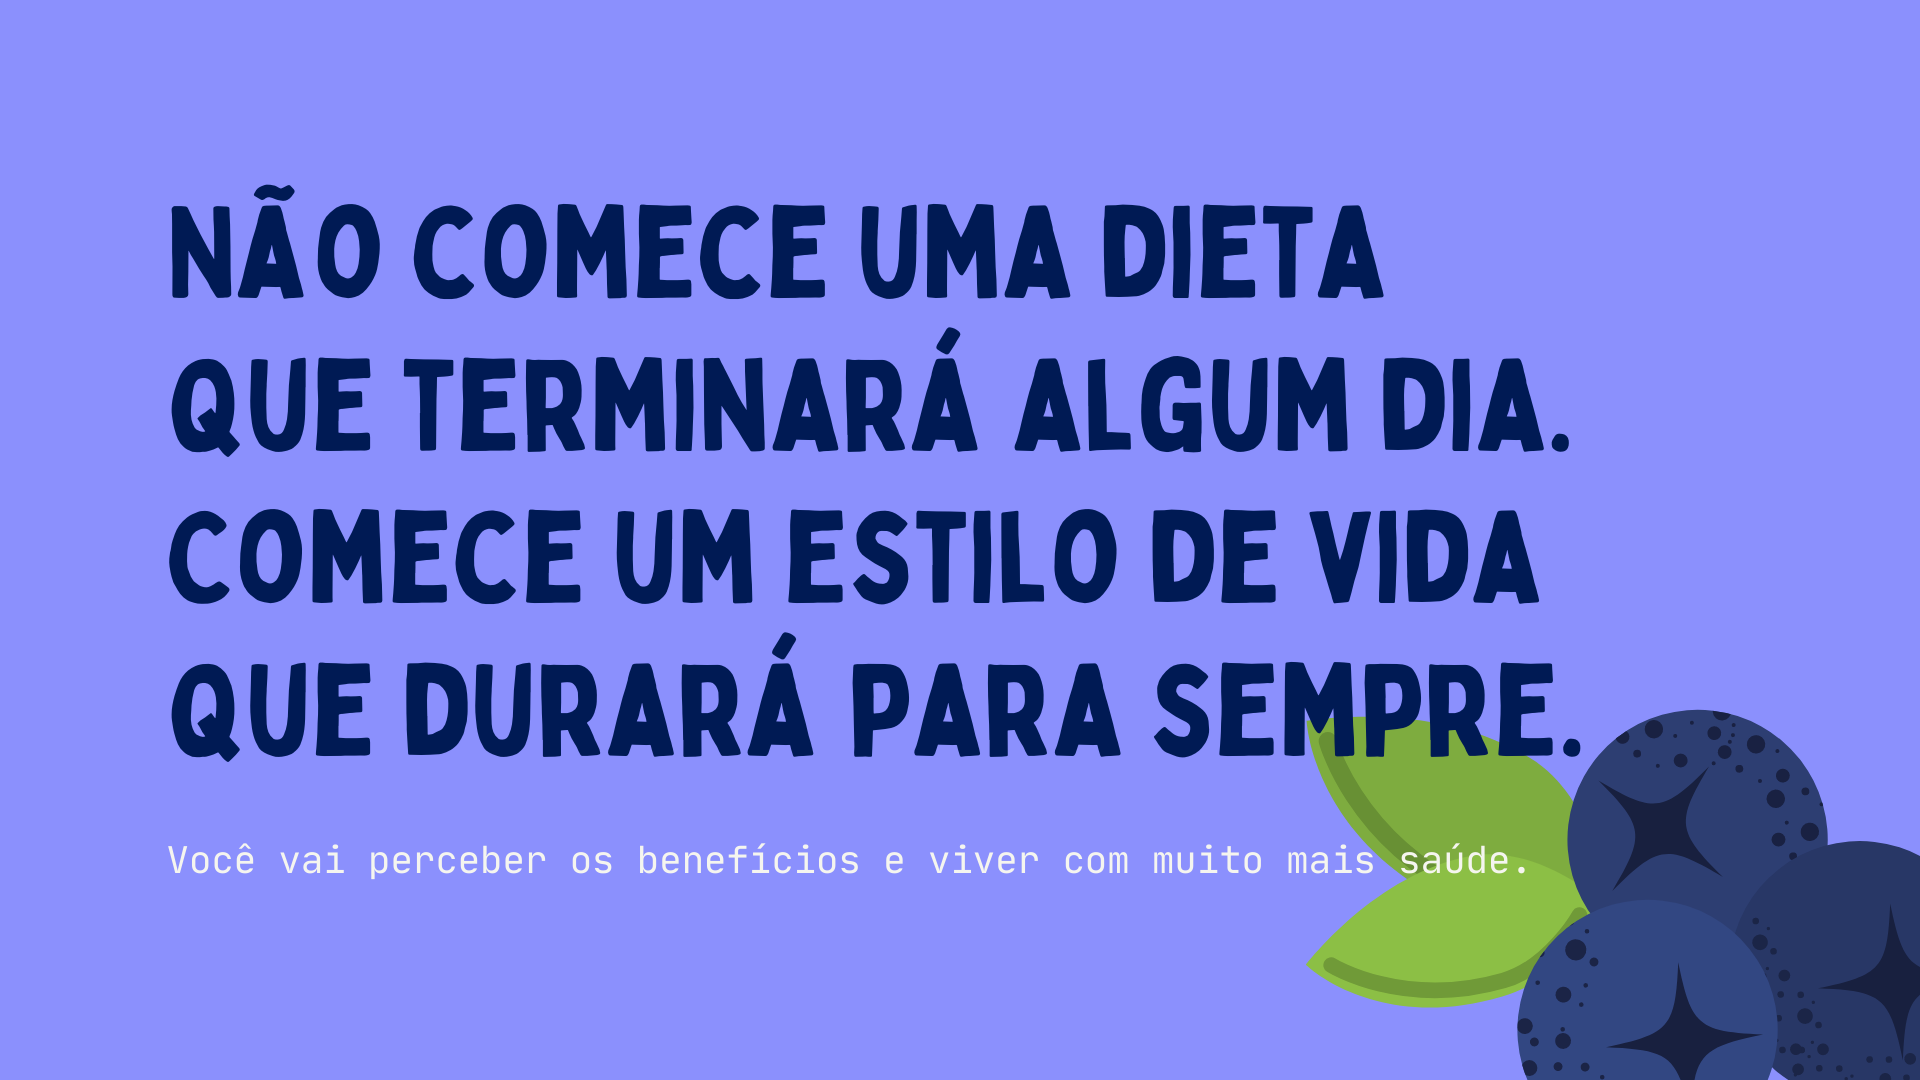 NÃO COMECE UMA DIETA
QUE TERMINARÁ ALGUM DIA.
COMECE UM ESTILO DE VIDA
QUE DURARÁ PARA SEMPRE.
Você vai perceber os benefícios e viver com muito mais saúde.